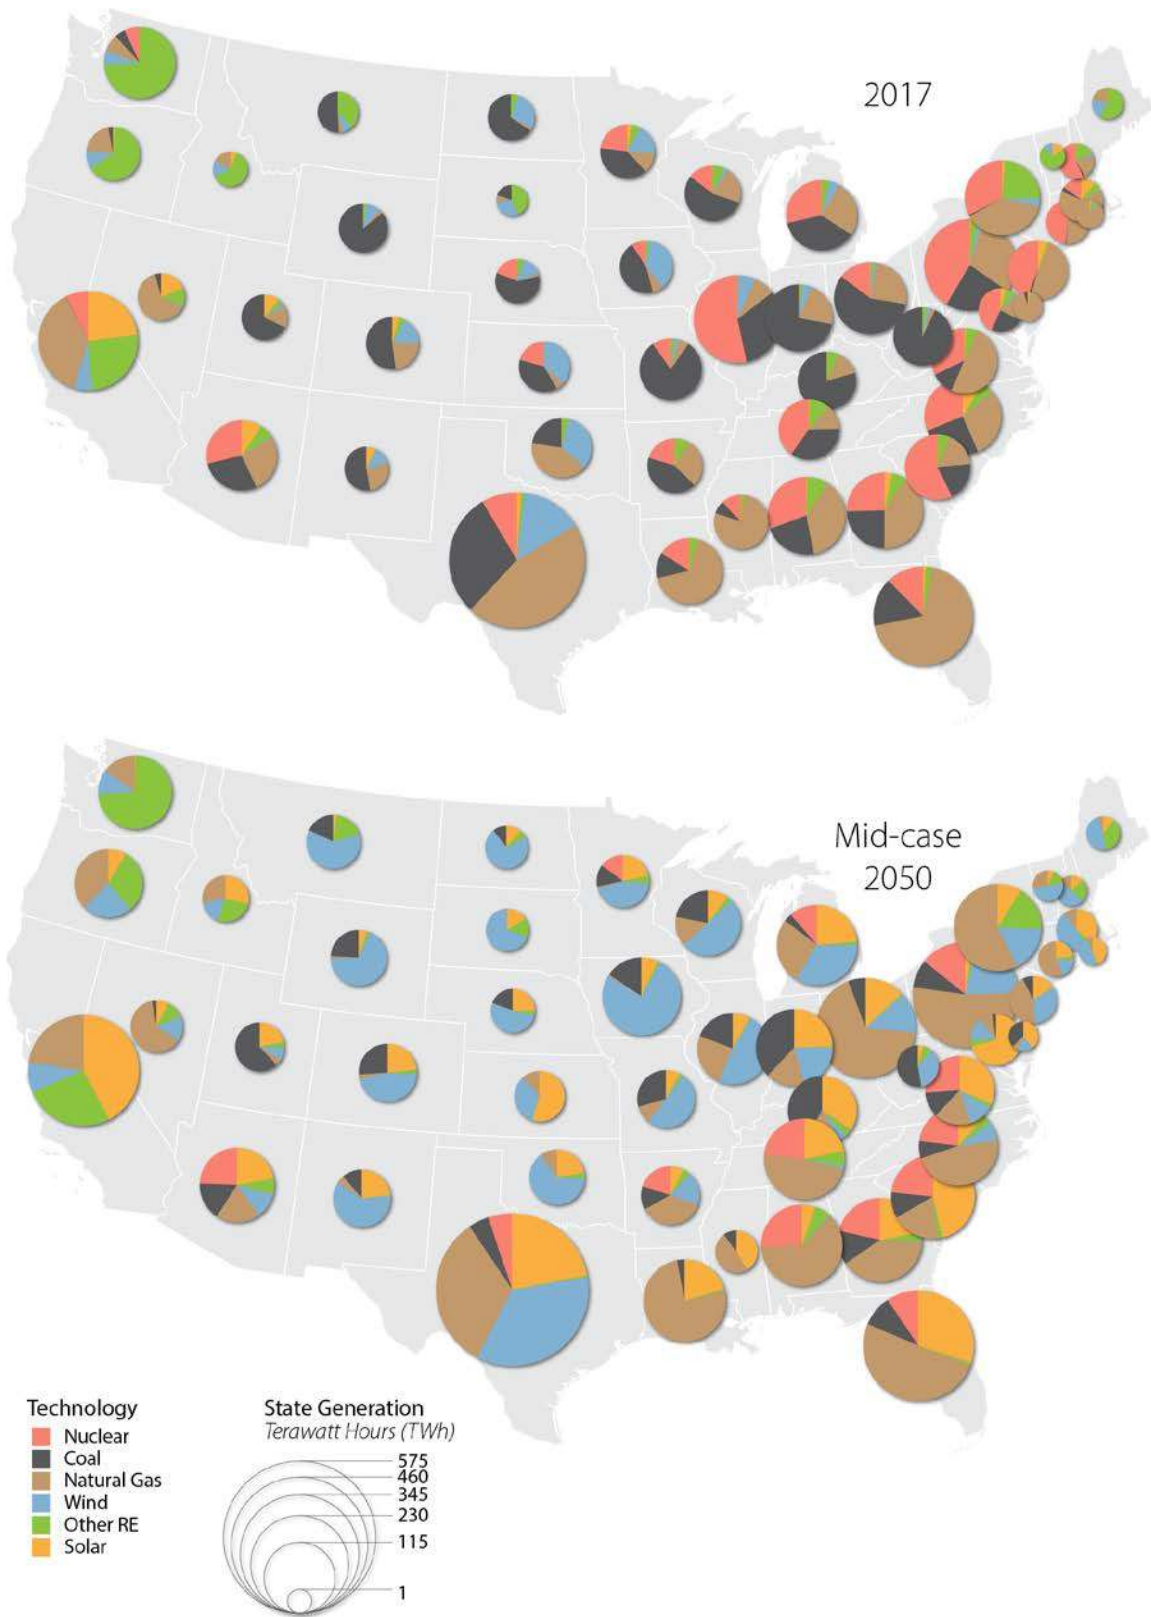 2017
Mid-case
2050
Technology
Nuclear
Coal
Natural Gas
Wind
Other RE
Solar
State Generation
Terawatt Hours (TWh)
575
460
345
230
115
1